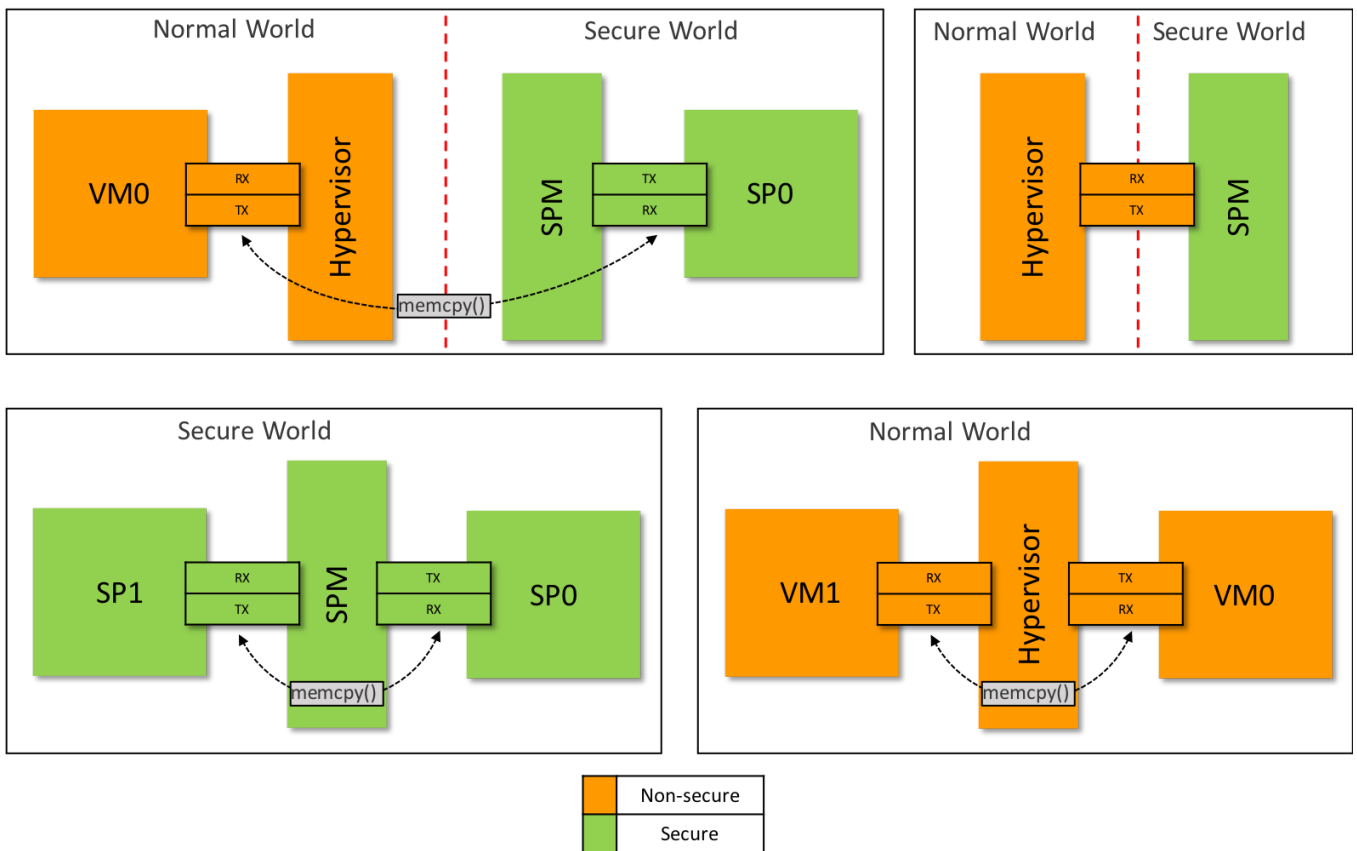 Normal World
Secure World
VM0
RX
TX
Hypervisor
SPM
TX
RX
SP0
memcpy()
Normal World
Secure World
Hypervisor
RX
TX
SPM
Secure World
SP1
RX
TX
SPM
TX
RX
SP0
memcpy()
Normal World
VM1
RX
TX
Hypervisor
TX
RX
VM0
memcpy()
Non-secure
Secure